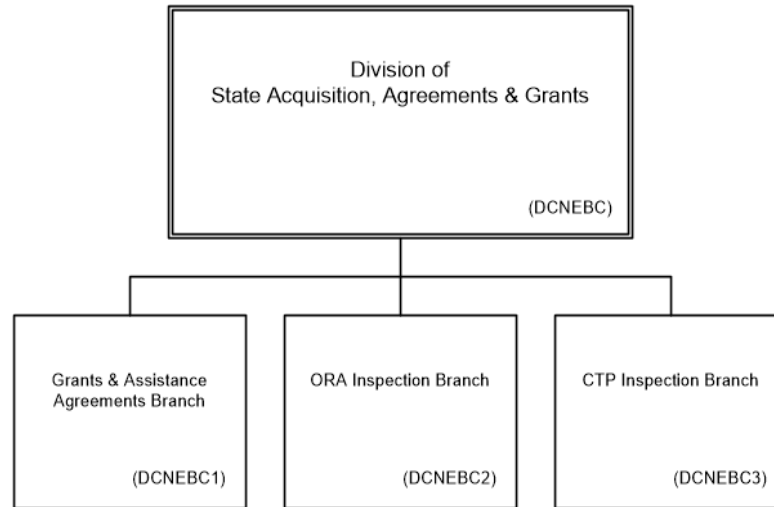 Division of
State Acquisition, Agreements & Grants
(DCNEBC)
Grants & Assistance
Agreements Branch
(DCNEBC1)
ORA Inspection Branch
(DCNEBC2)
CTP Inspection Branch
(DCNEBC3)